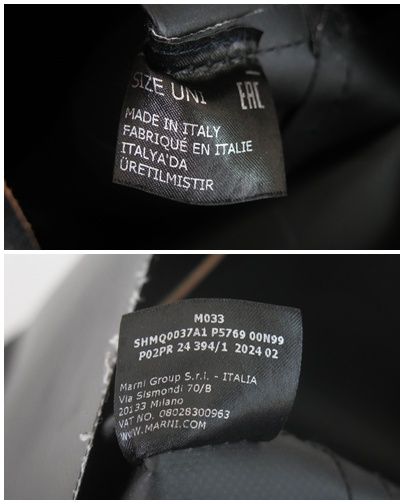 SIZE UNI
EAC
MADE IN ITALY
FABRIQUÉ EN ITALIE
ITALYA'DA
ÜRETILMISTIR
M033
SHMQ0037A1 P5769 00N99
P02PR 24 394/1 2024 02
Marni Group S.r.l. - ITALIA
Via Sismondi 70/B
20133 Milano
VAT NO. 08028300963
WWW.MARNI.COM